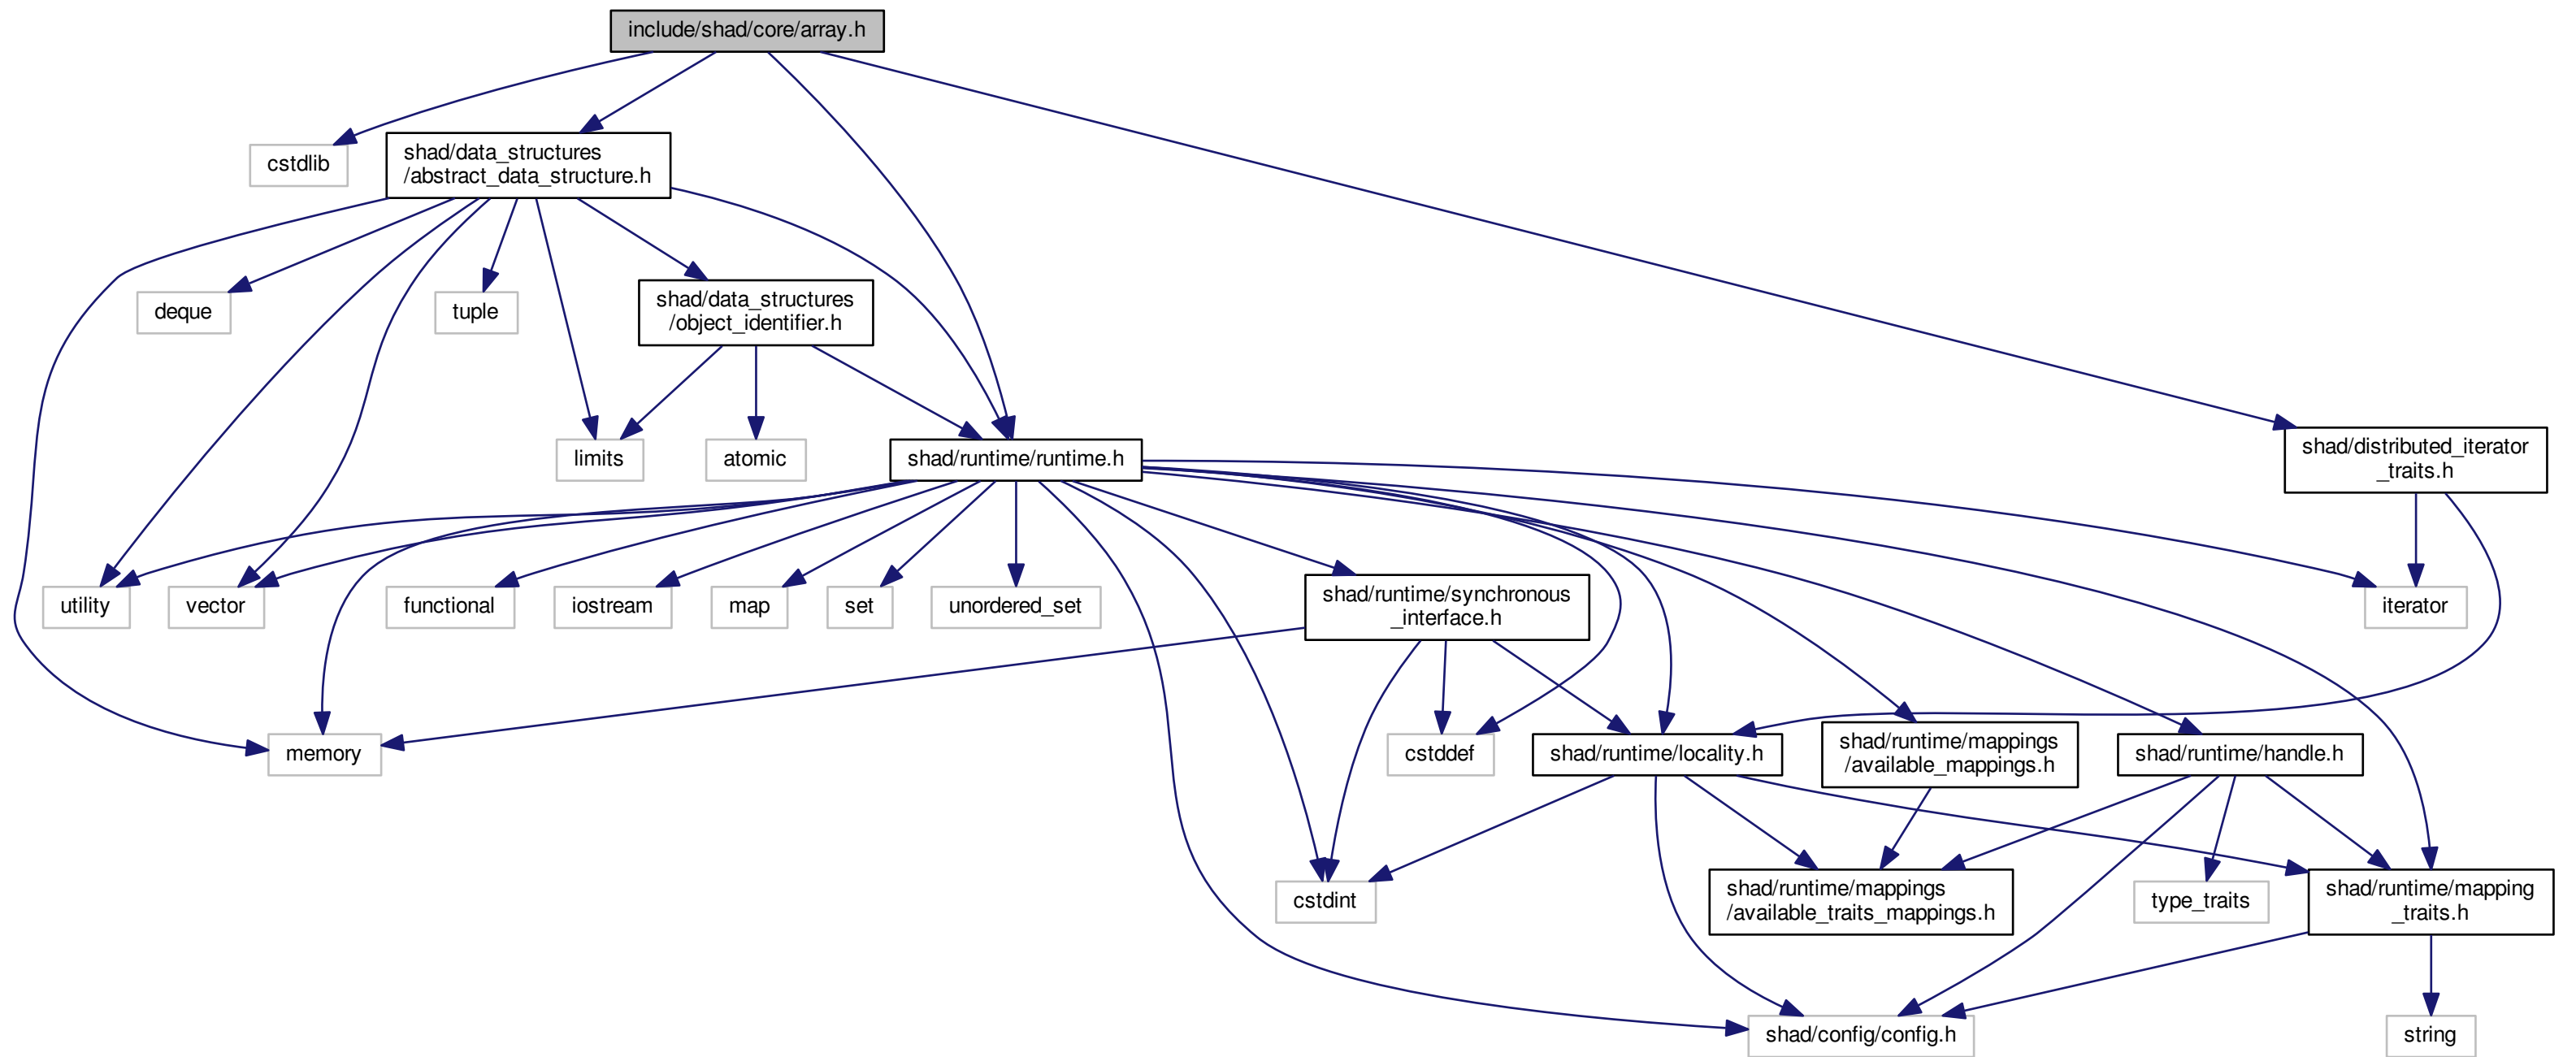 include/shad/core/array.h
cstdlib
shad/data_structures
/abstract_data_structure.h
deque
tuple
shad/data_structures
/object_identifier.h
limits
atomic
shad/runtime/runtime.h
shad/distributed_iterator
_traits.h
utility
vector
functional
iostream
map
set
unordered_set
shad/runtime/synchronous
_interface.h
iterator
memory
cstddef
shad/runtime/locality.h
shad/runtime/mappings
/available_mappings.h
shad/runtime/handle.h
cstdint
shad/runtime/mappings
/available_traits_mappings.h
type_traits
shad/runtime/mapping
_traits.h
shad/config/config.h
string